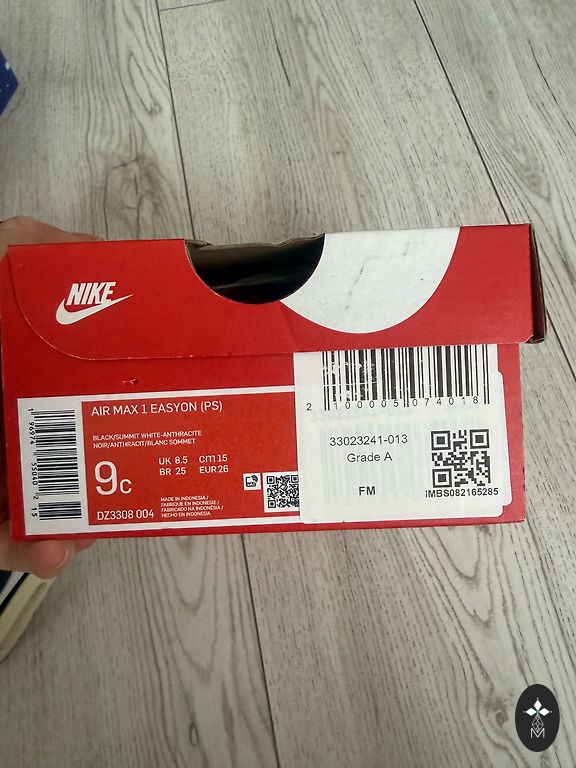 NIKE
AIR MAX 1 EASYON (PS)
BLACK/SUMMIT WHITE-ANTHRACITE
NOIR/ANTHRACIT/BLANC SOMMET
9C
UK 8.5 CM 15
BR 25 EUR 26
DZ3308 004
MADE IN INDONESIA /
FABRIQUE EN INDONESIE /
FABRICADO NA INDONÉSIA /
HECHO EN INDONESIA
2 100005 074018
33023241-013
Grade A
FM
IMBS082165285